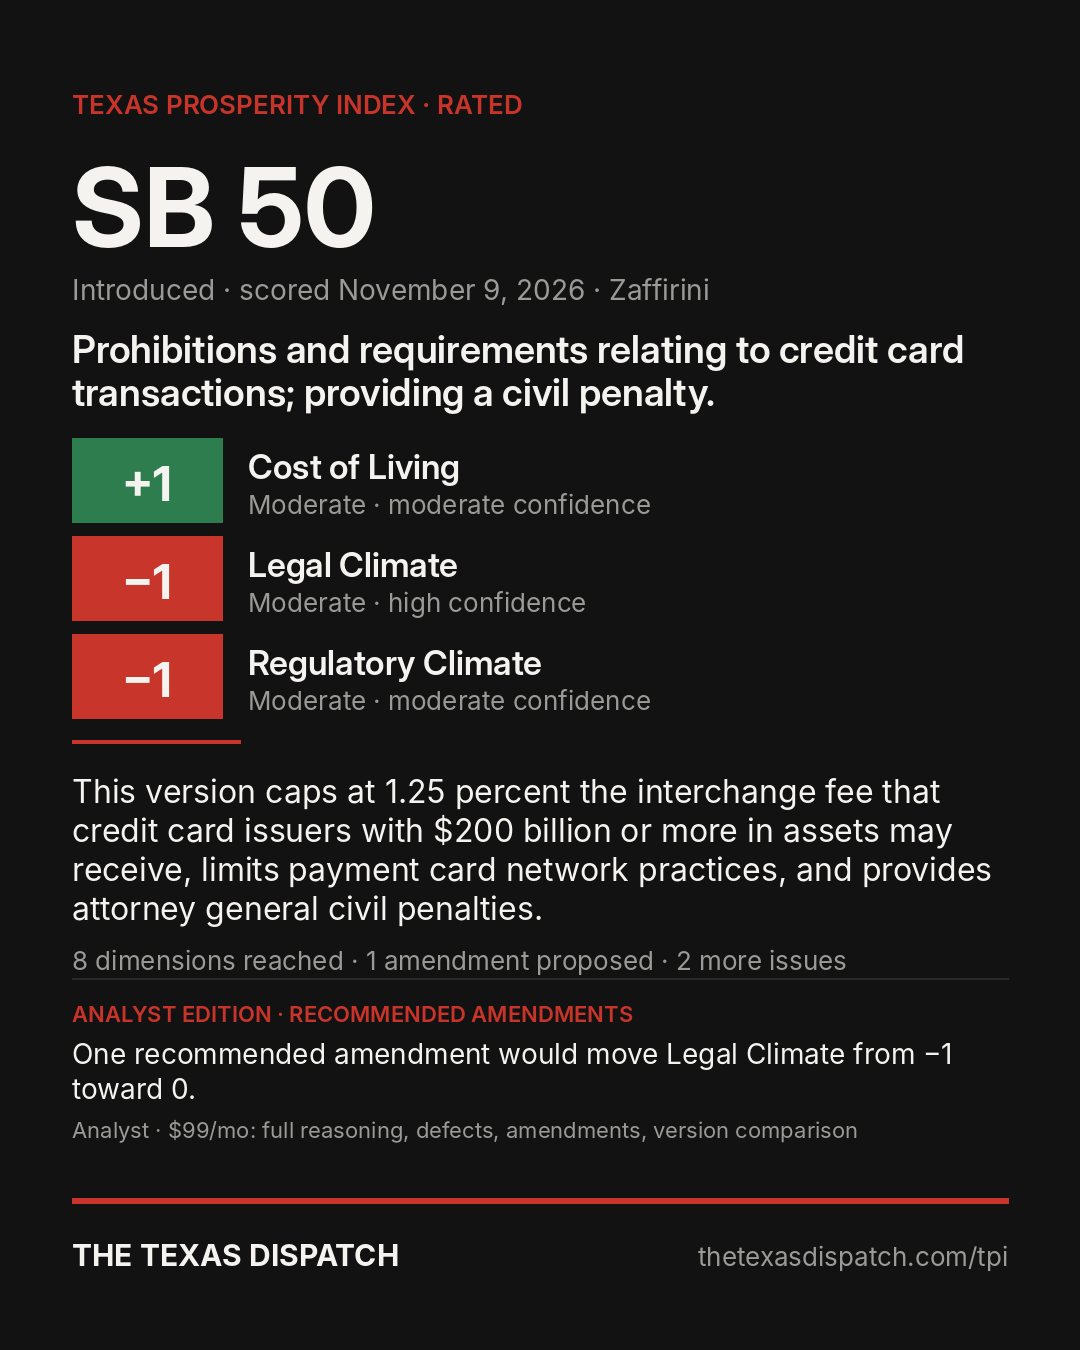 TEXAS PROSPERITY INDEX · RATED
SB 50
Introduced · scored November 9, 2026 · Zaffirini
Prohibitions and requirements relating to credit card
transactions; providing a civil penalty.
+1
Cost of Living
Moderate · moderate confidence
−1
Legal Climate
Moderate · high confidence
−1
Regulatory Climate
Moderate · moderate confidence
This version caps at 1.25 percent the interchange fee that
credit card issuers with $200 billion or more in assets may
receive, limits payment card network practices, and provides
attorney general civil penalties.
8 dimensions reached · 1 amendment proposed · 2 more issues
ANALYST EDITION · RECOMMENDED AMENDMENTS
One recommended amendment would move Legal Climate from −1
toward 0.
Analyst · $99/mo: full reasoning, defects, amendments, version comparison
THE TEXAS DISPATCH
thetexasdispatch.com/tpi